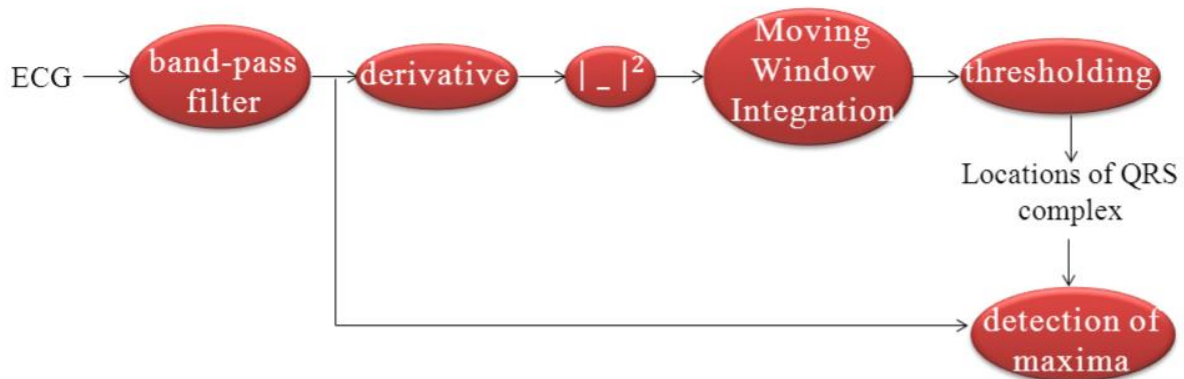 ECG
band-pass
filter
derivative
|_|²
Moving
Window
Integration
thresholding
Locations of QRS
complex
detection of
maxima